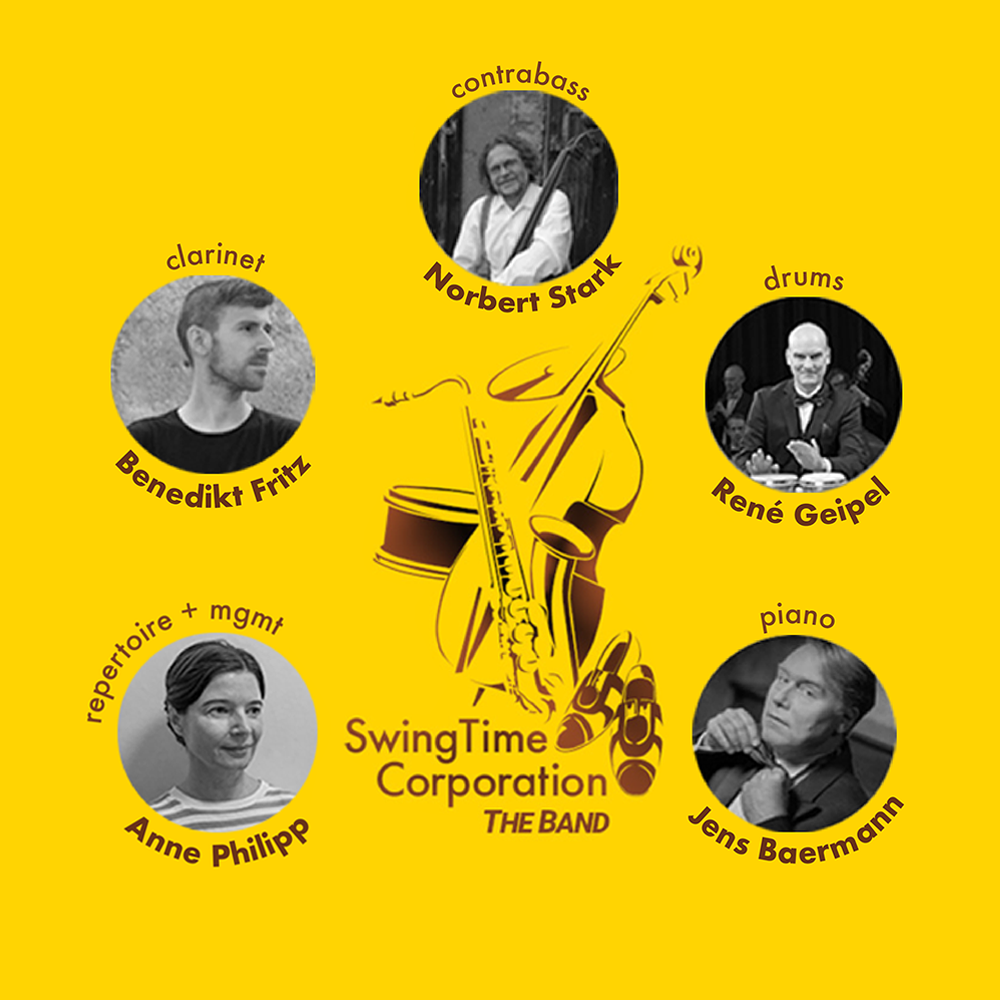 contrabass
Norbert Stark
clarinet
Benedikt Fritz
drums
René Geipel
repertoire + mgmt
Anne Philipp
piano
Jens Baermann
SwingTime
Corporation
THE BAND